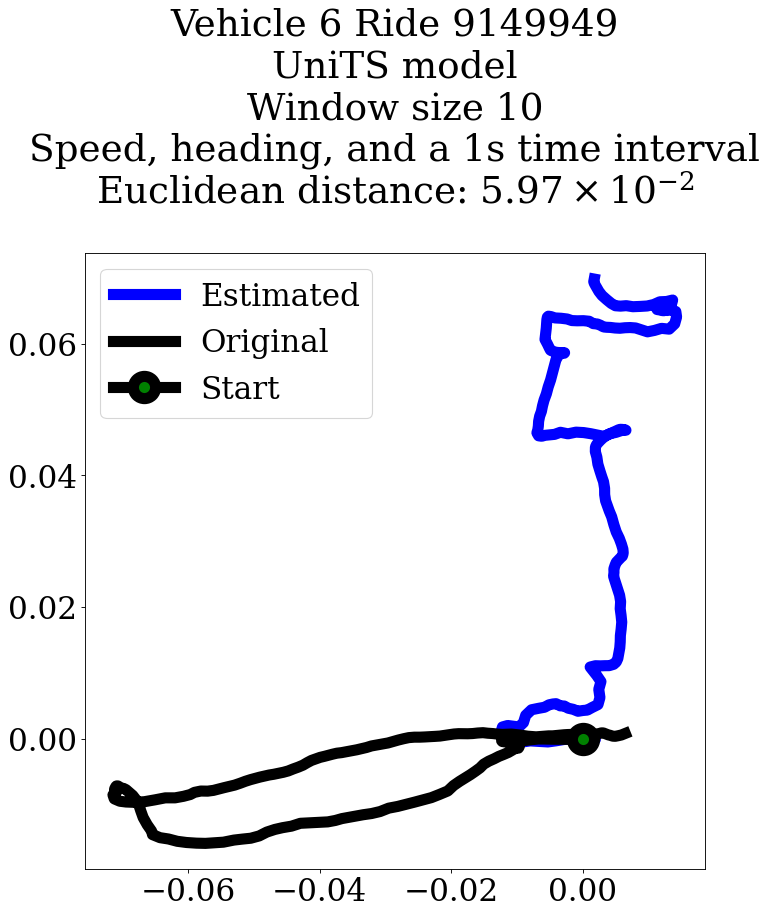 Vehicle 6 Ride 9149949
UniTS model
Window size 10
Speed, heading, and a 1s time interval
Euclidean distance: 5.97 × 10⁻²
Estimated
Original
Start
0.06
0.04
0.02
0.00
−0.06 −0.04 −0.02 0.00